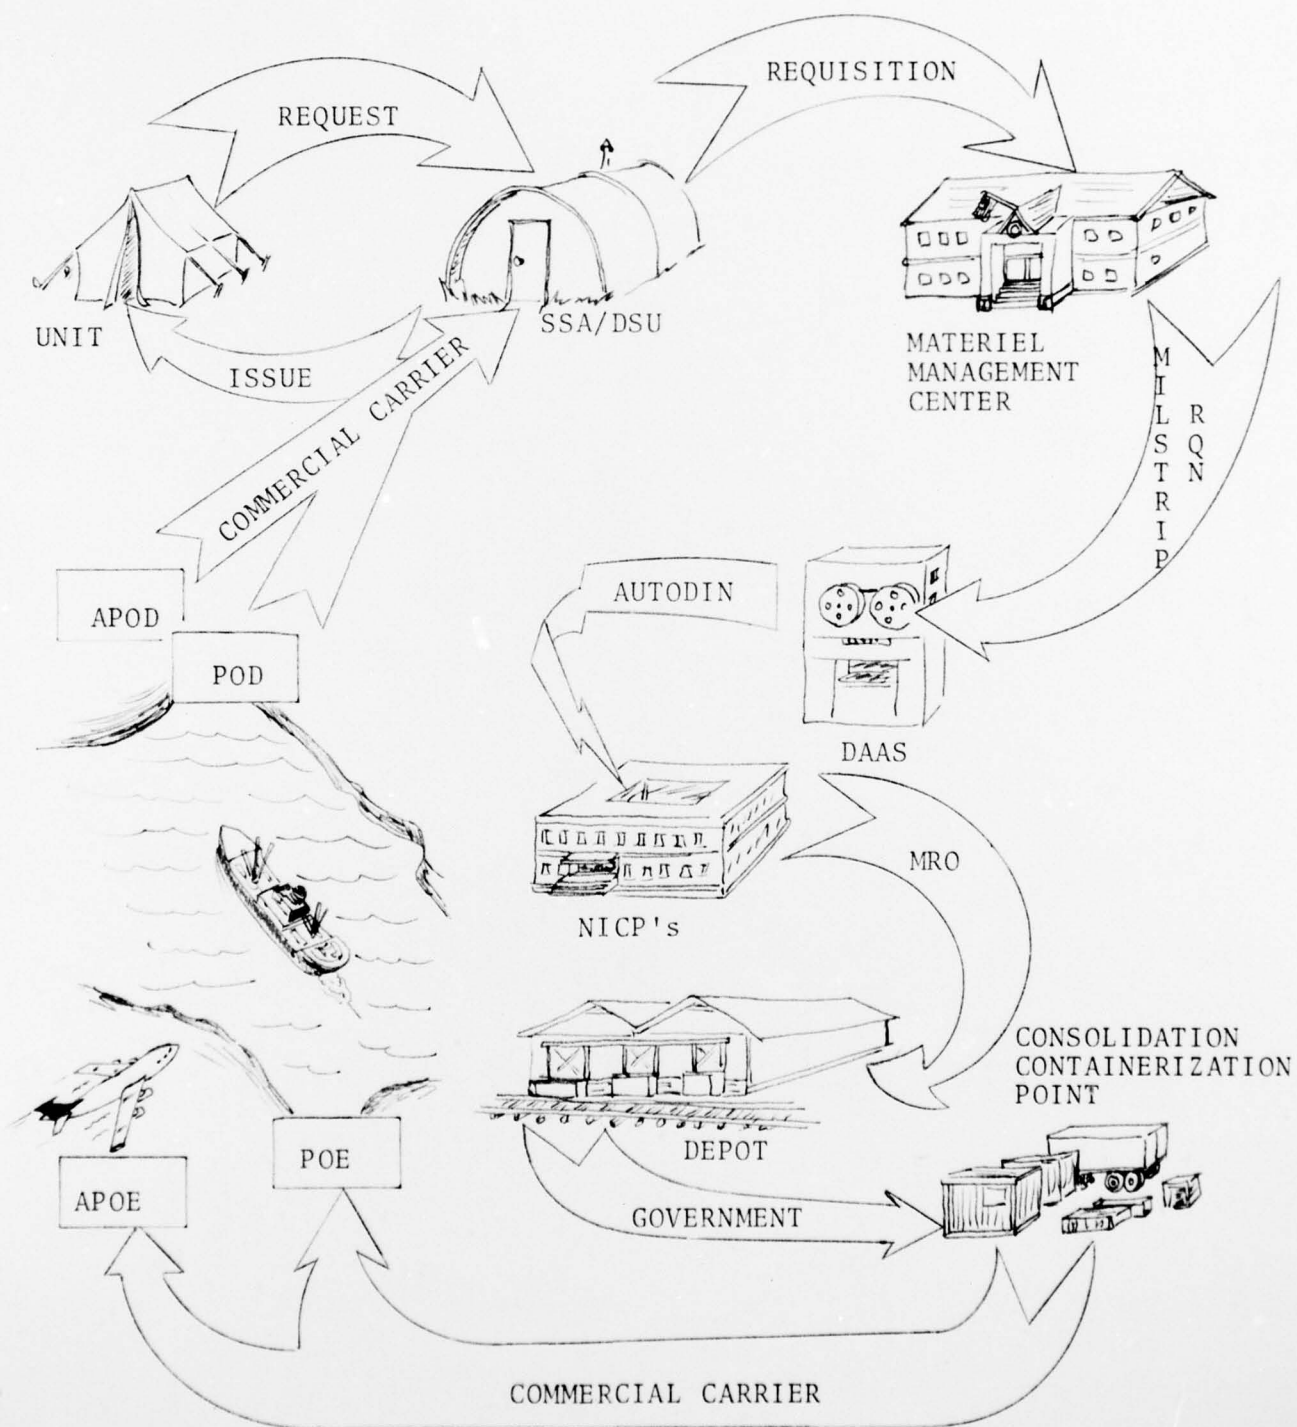 REQUEST
REQUISITION
UNIT
SSA/DSU
ISSUE
COMMERCIAL CARRIER
MATERIEL
MANAGEMENT
CENTER
MILSTRIP
RQN
APOD
POD
AUTODIN
DAAS
NICP's
MRO
DEPOT
CONSOLIDATION
CONTAINERIZATION
POINT
POE
APOE
GOVERNMENT
COMMERCIAL CARRIER